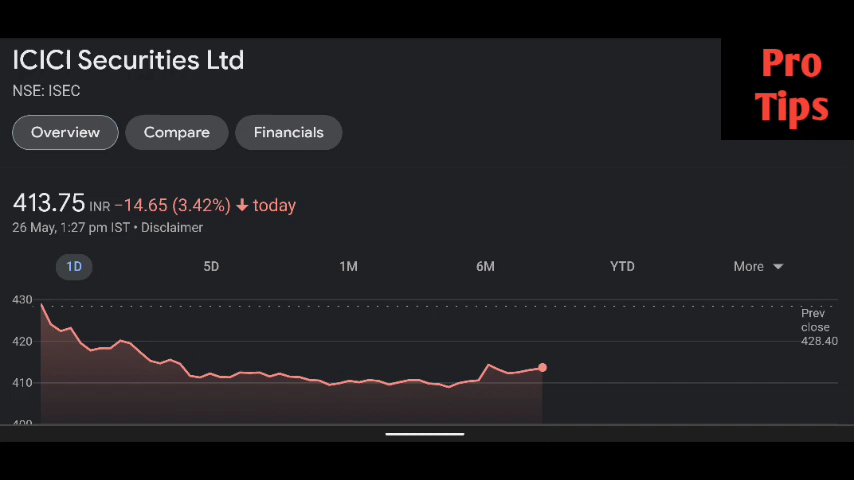 ICICI Securities Ltd
NSE: ISEC
Pro
Tips
Overview
Compare
Financials
413.75 INR −14.65 (3.42%) ↓ today
26 May, 1:27 pm IST • Disclaimer
1D 5D 1M 6M YTD More
430
Prev
close
428.40
420
410
400